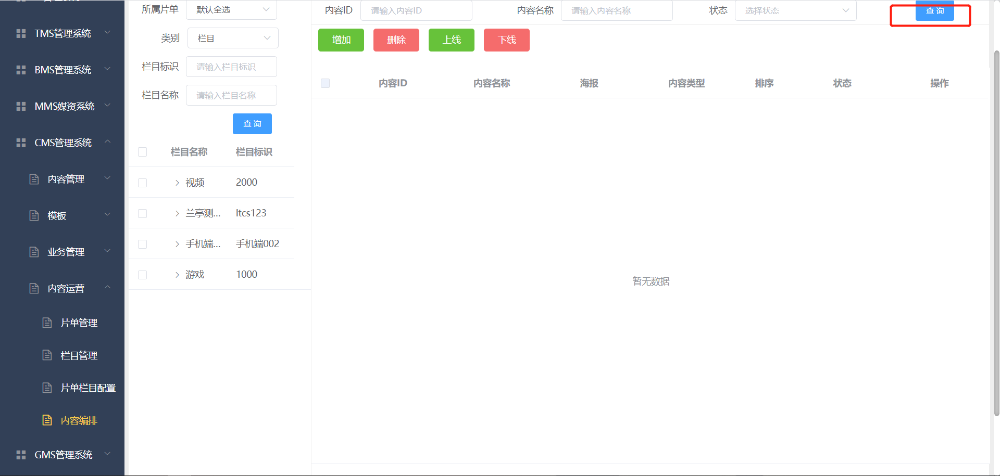 TMS管理系统
BMS管理系统
MMS媒资系统
CMS管理系统
内容管理
模板
业务管理
内容运营
片单管理
栏目管理
片单栏目配置
内容编排
GMS管理系统
所属片单 默认全选
类别 栏目
栏目标识 请输入栏目标识
栏目名称 请输入栏目名称
查询
栏目名称 栏目标识
视频 2000
兰亭测... ltcs123
手机端... 手机端002
游戏 1000
内容ID 请输入内容ID 内容名称 请输入内容名称 状态 选择状态 查询
增加 删除 上线 下线
内容ID 内容名称 海报 内容类型 排序 状态 操作
暂无数据